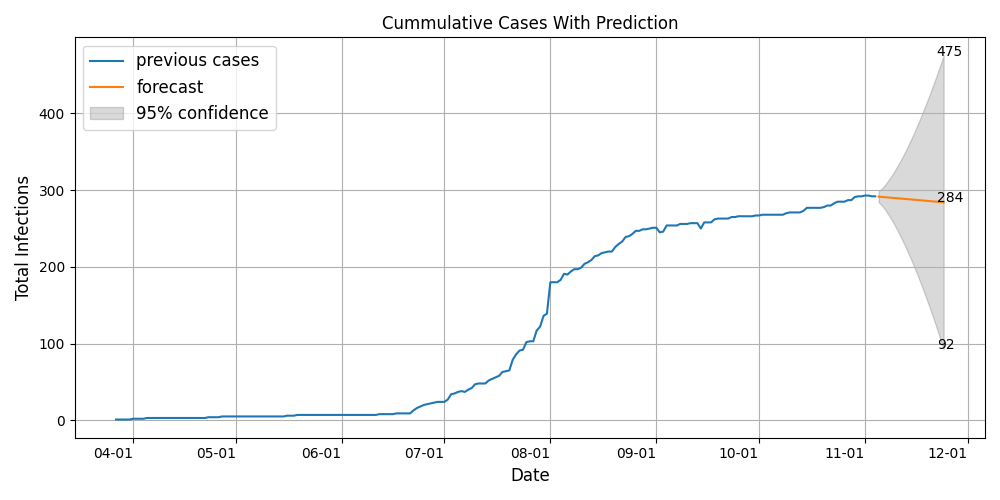 Cummulative Cases With Prediction
previous cases
forecast
95% confidence
475
284
92
Total Infections
400
300
200
100
0
04-01 05-01 06-01 07-01 08-01 09-01 10-01 11-01 12-01
Date